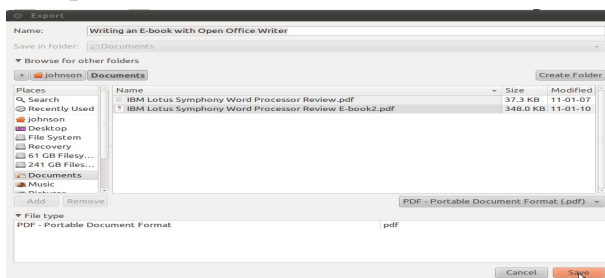 Export
Name: Writing an E-book with Open Office Writer
Save in folder: Documents
Browse for other folders
johnson Documents Create Folder
Places Name Size Modified
Search IBM Lotus Symphony Word Processor Review.pdf 37.3 KB 11-01-07
Recently Used IBM Lotus Symphony Word Processor Review E-book2.pdf 348.0 KB 11-01-10
johnson
Desktop
File System
Recovery
61 GB Filesy...
241 GB Files...
Documents
Music
Add Remove PDF - Portable Document Format (.pdf)
File type
PDF - Portable Document Format pdf
Cancel Save